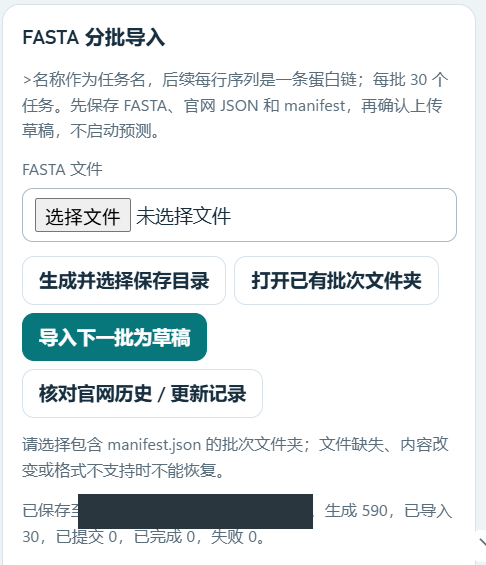 FASTA 分批导入
>名称作为任务名，后续每行序列是一条蛋白链；每批 30 个
任务。先保存 FASTA、官网 JSON 和 manifest，再确认上传
草稿，不启动预测。
FASTA 文件
选择文件 未选择文件
生成并选择保存目录 打开已有批次文件夹
导入下一批为草稿
核对官网历史 / 更新记录
请选择包含 manifest.json 的批次文件夹；文件缺失、内容改
变或格式不支持时不能恢复。
已保存至 ，生成 590，已导入
30，已提交 0，已完成 0，失败 0。